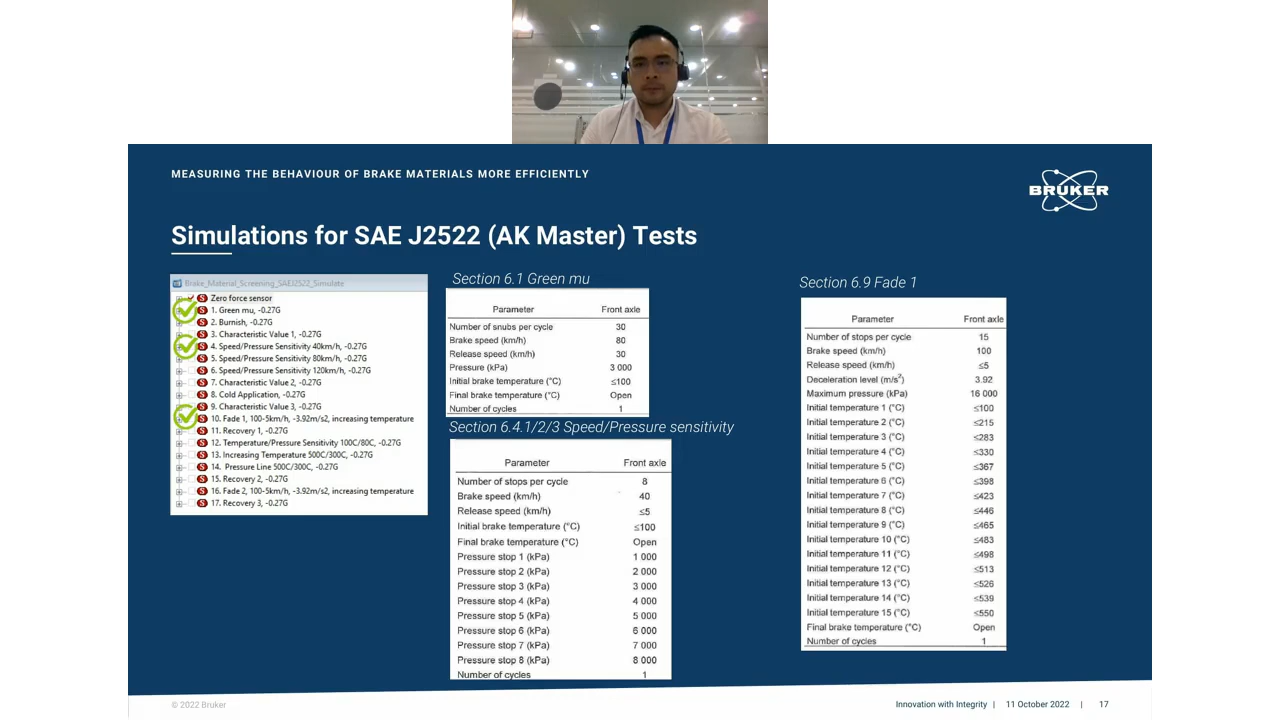 MEASURING THE BEHAVIOUR OF BRAKE MATERIALS MORE EFFICIENTLY
BRUKER
Simulations for SAE J2522 (AK Master) Tests
Brake_Material_Screening_SAEJ2522_Simulate
Zero force sensor
1. Green mu, -0.27G
2. Burnish, -0.27G
3. Characteristic Value 1, -0.27G
4. Speed/Pressure Sensitivity 40km/h, -0.27G
5. Speed/Pressure Sensitivity 80km/h, -0.27G
6. Speed/Pressure Sensitivity 120km/h, -0.27G
7. Characteristic Value 2, -0.27G
8. Cold Application, -0.27G
9. Characteristic Value 3, -0.27G
10. Fade 1, 100-5km/h, -3.92m/s2, increasing temperature
11. Recovery 1, -0.27G
12. Temperature/Pressure Sensitivity 100C/80C, -0.27G
13. Increasing Temperature 500C/300C, -0.27G
14. Pressure Line 500C/300C, -0.27G
15. Recovery 2, -0.27G
16. Fade 2, 100-5km/h, -3.92m/s2, increasing temperature
17. Recovery 3, -0.27G
Section 6.1 Green mu
Parameter Front axle
Number of snubs per cycle 30
Brake speed (km/h) 80
Release speed (km/h) 30
Pressure (kPa) 3 000
Initial brake temperature (°C) ≤100
Final brake temperature (°C) Open
Number of cycles 1
Section 6.4.1/2/3 Speed/Pressure sensitivity
Parameter Front axle
Number of stops per cycle 8
Brake speed (km/h) 40
Release speed (km/h) ≤5
Initial brake temperature (°C) ≤100
Final brake temperature (°C) Open
Pressure stop 1 (kPa) 1 000
Pressure stop 2 (kPa) 2 000
Pressure stop 3 (kPa) 3 000
Pressure stop 4 (kPa) 4 000
Pressure stop 5 (kPa) 5 000
Pressure stop 6 (kPa) 6 000
Pressure stop 7 (kPa) 7 000
Pressure stop 8 (kPa) 8 000
Number of cycles 1
Section 6.9 Fade 1
Parameter Front axle
Number of stops per cycle 15
Brake speed (km/h) 100
Release speed (km/h) ≤5
Deceleration level (m/s²) 3.92
Maximum pressure (kPa) 16 000
Initial temperature 1 (°C) ≤100
Initial temperature 2 (°C) ≤215
Initial temperature 3 (°C) ≤283
Initial temperature 4 (°C) ≤330
Initial temperature 5 (°C) ≤367
Initial temperature 6 (°C) ≤398
Initial temperature 7 (°C) ≤423
Initial temperature 8 (°C) ≤446
Initial temperature 9 (°C) ≤465
Initial temperature 10 (°C) ≤483
Initial temperature 11 (°C) ≤498
Initial temperature 12 (°C) ≤513
Initial temperature 13 (°C) ≤526
Initial temperature 14 (°C) ≤539
Initial temperature 15 (°C) ≤550
Final brake temperature (°C) Open
Number of cycles 1
© 2022 Bruker
Innovation with Integrity | 11 October 2022 | 17